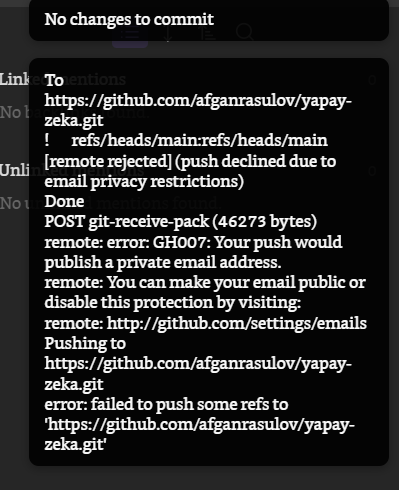 No changes to commit
Linked mentions
0
No ba
Unlinked mentions
No unlinked mentions found.
To
https://github.com/afganrasulov/yapay-
zeka.git
!      refs/heads/main:refs/heads/main
[remote rejected] (push declined due to
email privacy restrictions)
Done
POST git-receive-pack (46273 bytes)
remote: error: GH007: Your push would
publish a private email address.
remote: You can make your email public or
disable this protection by visiting:
remote: http://github.com/settings/emails
Pushing to
https://github.com/afganrasulov/yapay-
zeka.git
error: failed to push some refs to
'https://github.com/afganrasulov/yapay-
zeka.git'